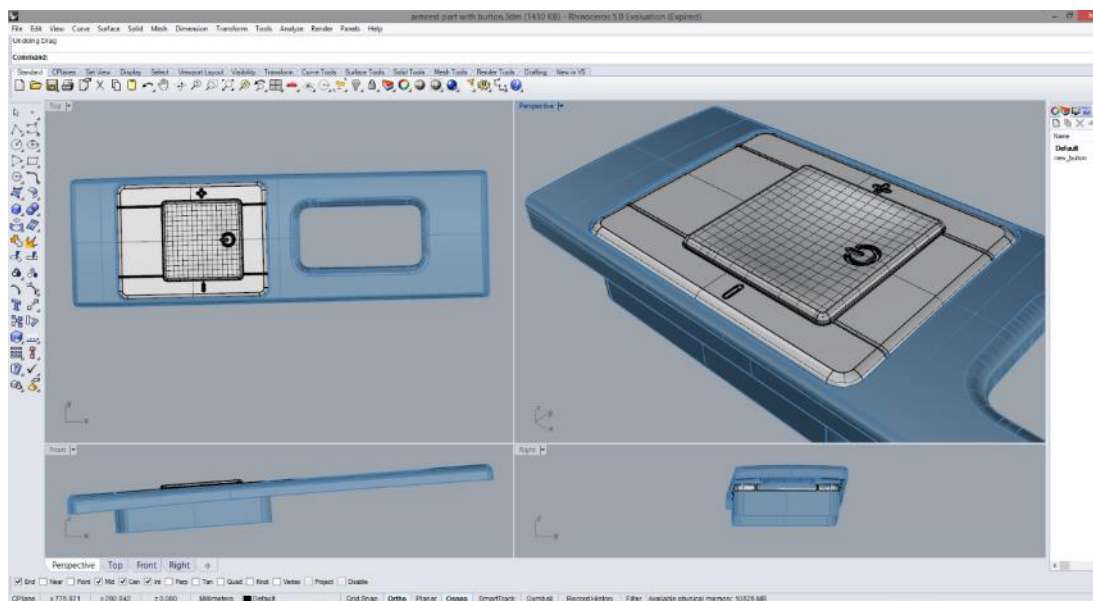 armrest part with button.3dm (1430 KB) - Rhinoceros 5.0 Evaluation (Expired)
File Edit View Curve Surface Solid Mesh Dimension Transform Tools Analyze Render Panels Help
Undoing Drag
Command:
Standard CPlanes Set View Display Select Viewport Layout Visibility Transform Curve Tools Surface Tools Solid Tools Mesh Tools Render Tools Drafting New in V5
Top
Perspective
Name
Default
new_button
Front
Right
Perspective Top Front Right
End Near Point Mid Cen Int Perp Tan Quad Knot Vertex Project Disable
CPlane Millimeters Default Grid Snap Ortho Planar Osnap SmartTrack Gumball Record History Filter Available physical memory: